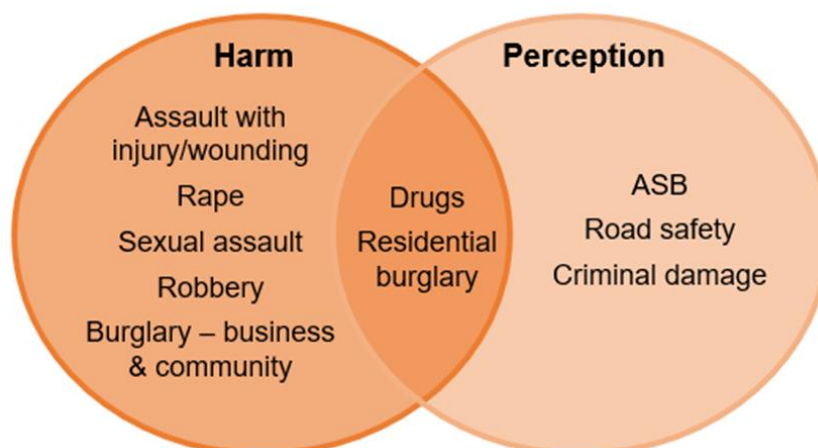 Harm
Assault with
injury/wounding
Rape
Sexual assault
Robbery
Burglary – business
& community
Drugs
Residential
burglary
Perception
ASB
Road safety
Criminal damage